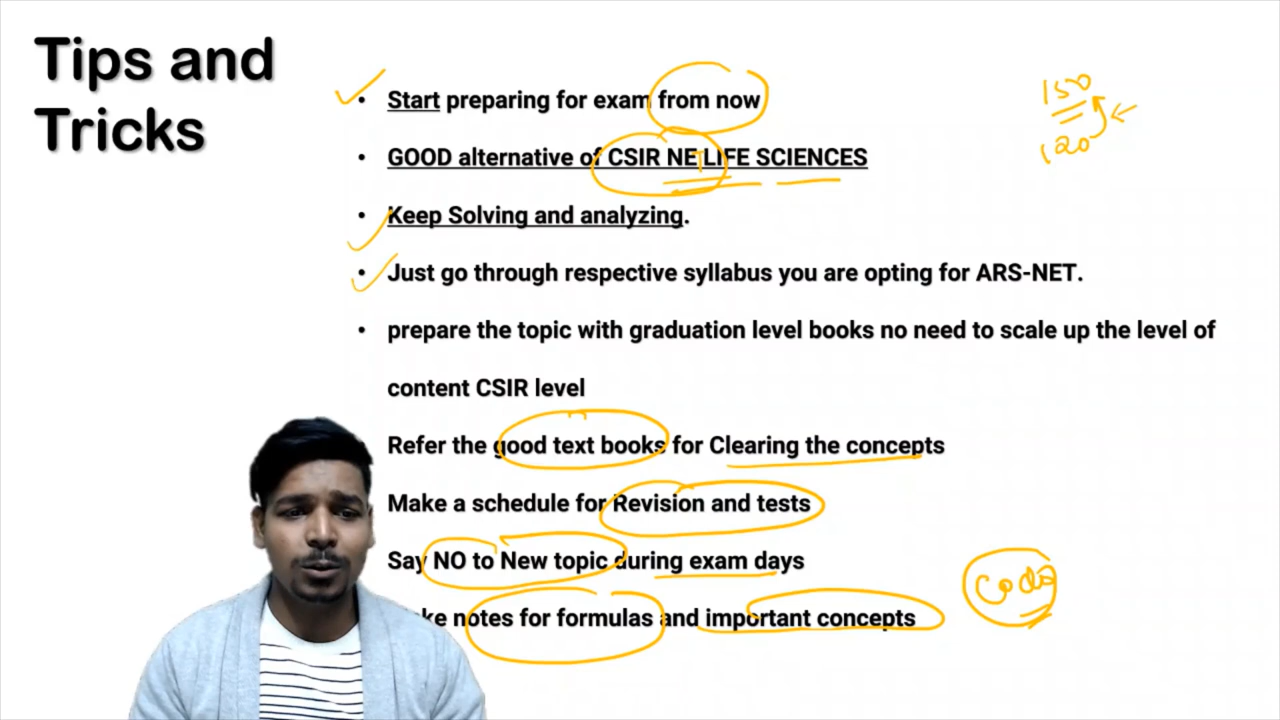 Tips and
Tricks
• Start preparing for exam from now
• GOOD alternative of CSIR NET LIFE SCIENCES
• Keep Solving and analyzing.
• Just go through respective syllabus you are opting for ARS-NET.
• prepare the topic with graduation level books no need to scale up the level of
content CSIR level
Refer the good text books for Clearing the concepts
Make a schedule for Revision and tests
Say NO to New topic during exam days
notes for formulas and important concepts
150
120